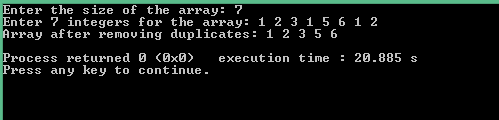 Enter the size of the array: 7
Enter 7 integers for the array: 1 2 3 1 5 6 1 2
Array after removing duplicates: 1 2 3 5 6
Process returned 0 (0x0)   execution time : 20.885 s
Press any key to continue.